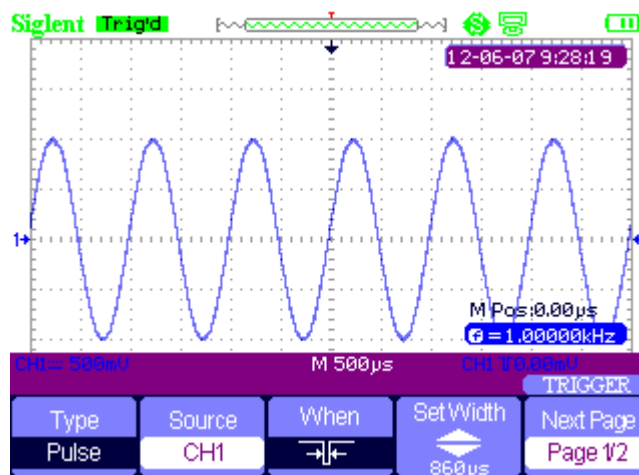 Siglent Trig'd
12-06-07 9:28:19
1
M Pos:0.00µs
f =1.00000kHz
CH1= 500mV M 500µs CH1 0.00mV
TRIGGER
Type Source When Set Width Next Page
Pulse CH1 860µs Page 1/2